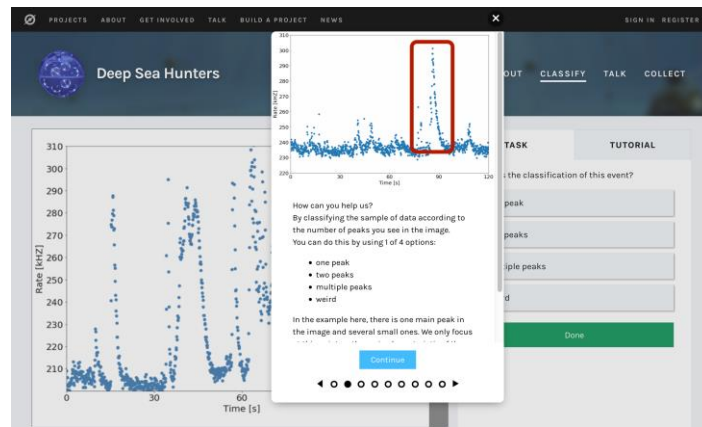 PROJECTS ABOUT GET INVOLVED TALK BUILD A PROJECT NEWS
SIGN IN REGISTER
Deep Sea Hunters
OUT CLASSIFY TALK COLLECT
310
300
290
280
270
260
250
240
230
220
210
Rate [kHZ]
0 30 60
Time [s]
310
300
290
280
270
260
250
240
230
220
Rate [kHZ]
0 30 60 90 120
Time [s]
How can you help us?
By classifying the sample of data according to
the number of peaks you see in the image.
You can do this by using 1 of 4 options:
• one peak
• two peaks
• multiple peaks
• weird
In the example here, there is one main peak in
the image and several small ones. We only focus
Continue
TASK TUTORIAL
the classification of this event?
peak
peaks
iple peaks
d
Done